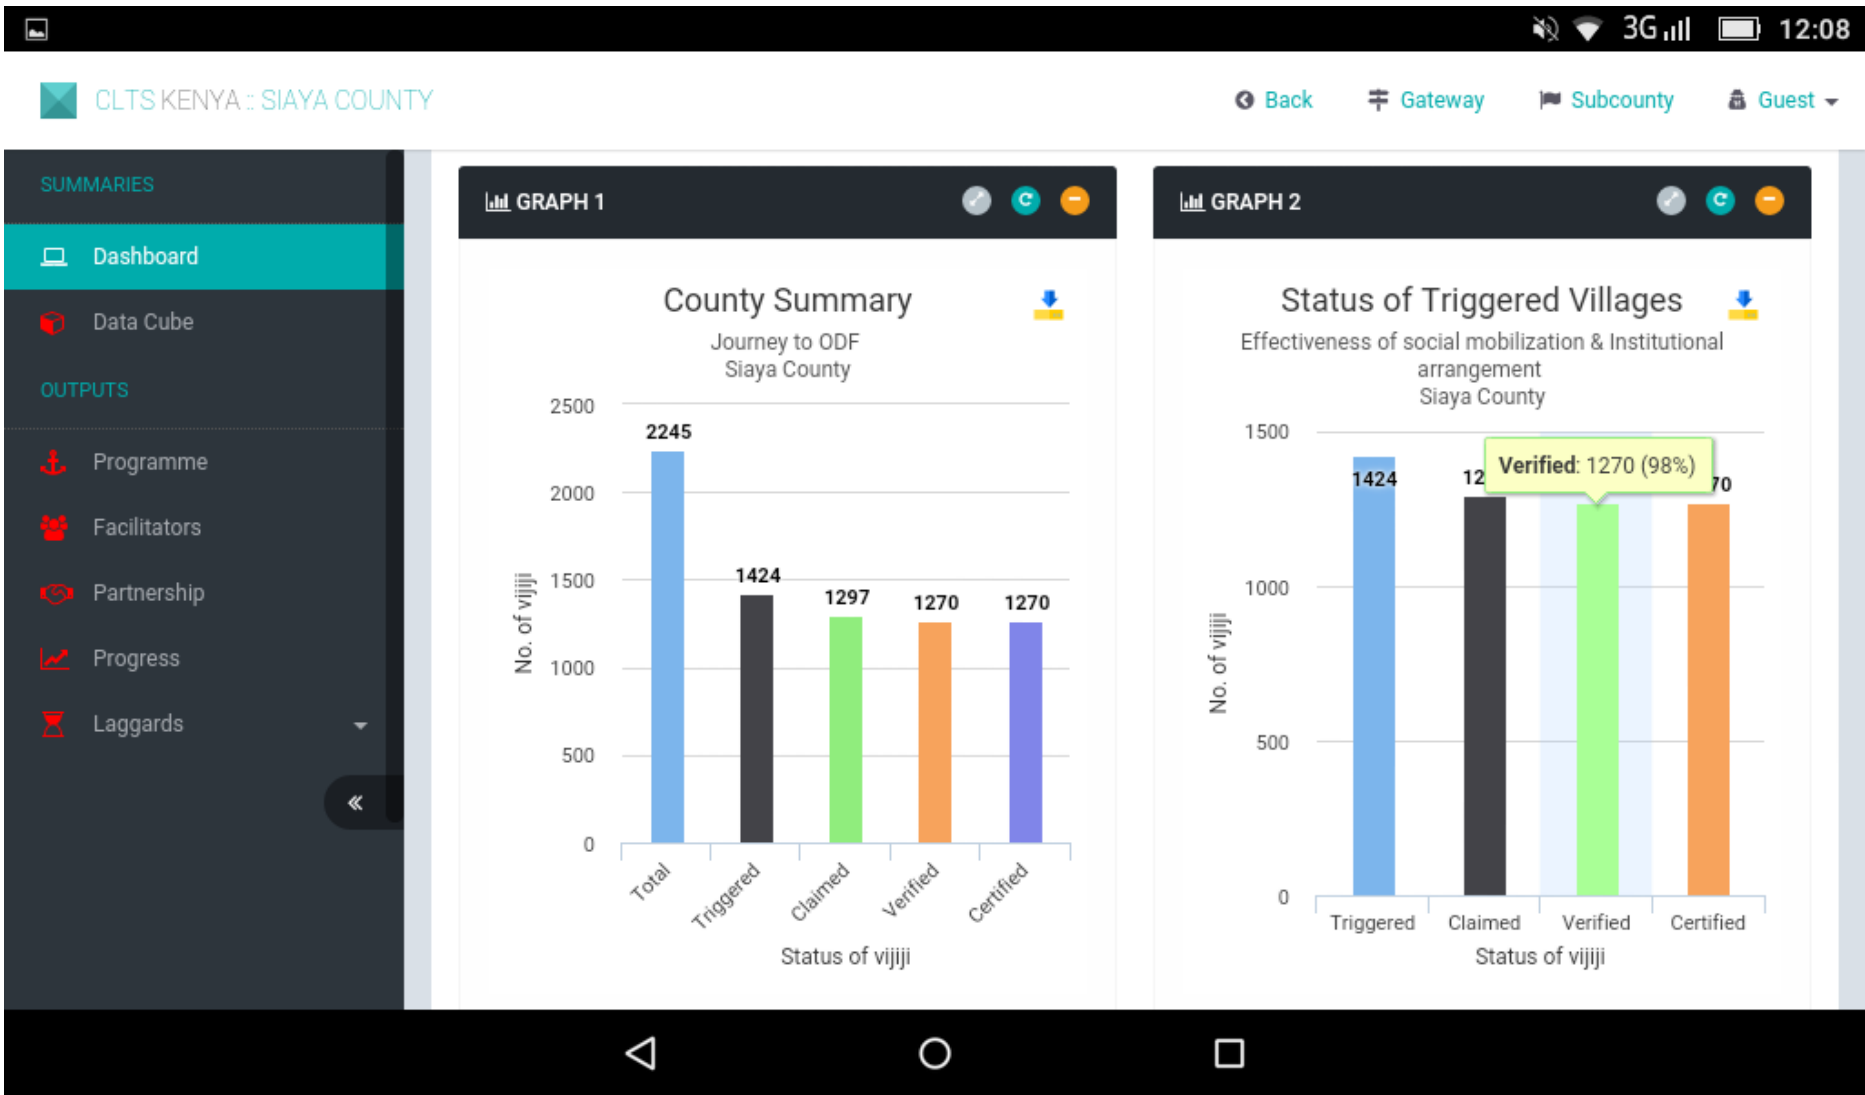 3G 12:08
CLTS KENYA :: SIAYA COUNTY
Back Gateway Subcounty Guest
SUMMARIES
Dashboard
Data Cube
OUTPUTS
Programme
Facilitators
Partnership
Progress
Laggards
GRAPH 1
County Summary
Journey to ODF
Siaya County
2500
2000
1500
1000
500
0
No. of vijiji
2245
1424
1297
1270
1270
Total Triggered Claimed Verified Certified
Status of vijiji
GRAPH 2
Status of Triggered Villages
Effectiveness of social mobilization & Institutional
arrangement
Siaya County
1500
1000
500
0
No. of vijiji
1424
Verified: 1270 (98%)
Triggered Claimed Verified Certified
Status of vijiji